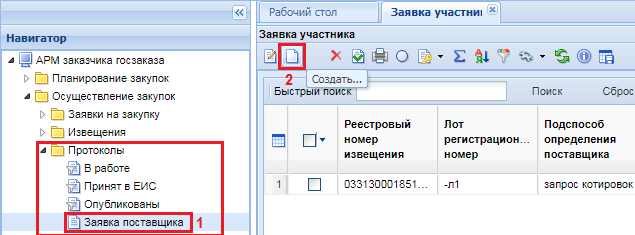 Навигатор
АРМ заказчика госзаказа
Планирование закупок
Осуществление закупок
Заявки на закупку
Извещения
Протоколы
В работе
Принят в ЕИС
Опубликованы
Заявка поставщика 1
Рабочий стол Заявка участника
Заявка участника
2 Создать...
Быстрый поиск Поиск Сброс
Реестровый номер извещения
Лот регистрацион... номер
Подспособ определения поставщика
1 033130001851... -л1 запрос котировок